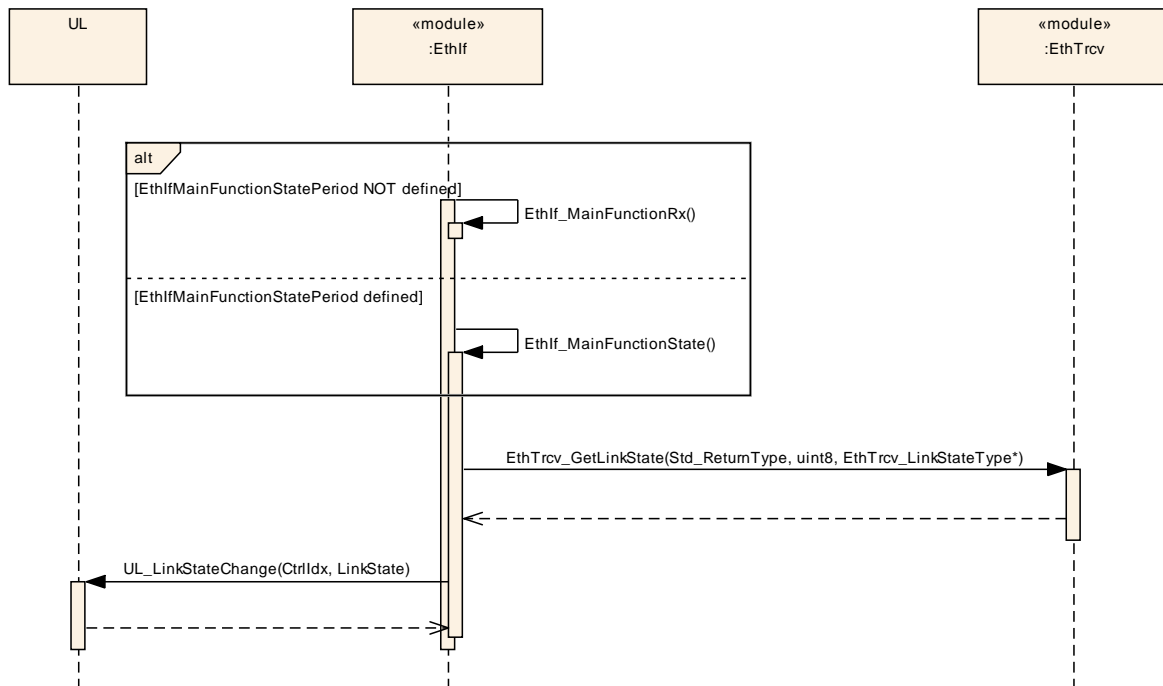 UL
«module»
:EthIf
«module»
:EthTrcv
alt
[EthIfMainFunctionStatePeriod NOT defined]
EthIf_MainFunctionRx()
[EthIfMainFunctionStatePeriod defined]
EthIf_MainFunctionState()
EthTrcv_GetLinkState(Std_ReturnType, uint8, EthTrcv_LinkStateType*)
UL_LinkStateChange(CtrlIdx, LinkState)